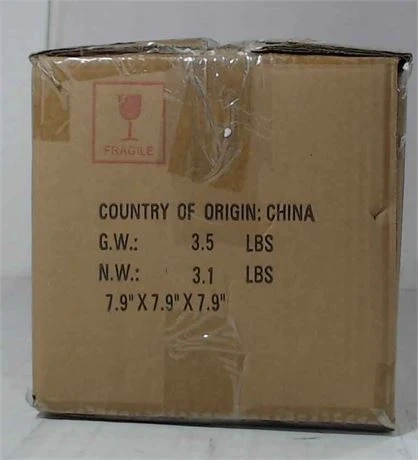 FRAGILE
COUNTRY OF ORIGIN: CHINA
G.W.: 3.5 LBS
N.W.: 3.1 LBS
7.9" X 7.9" X 7.9"